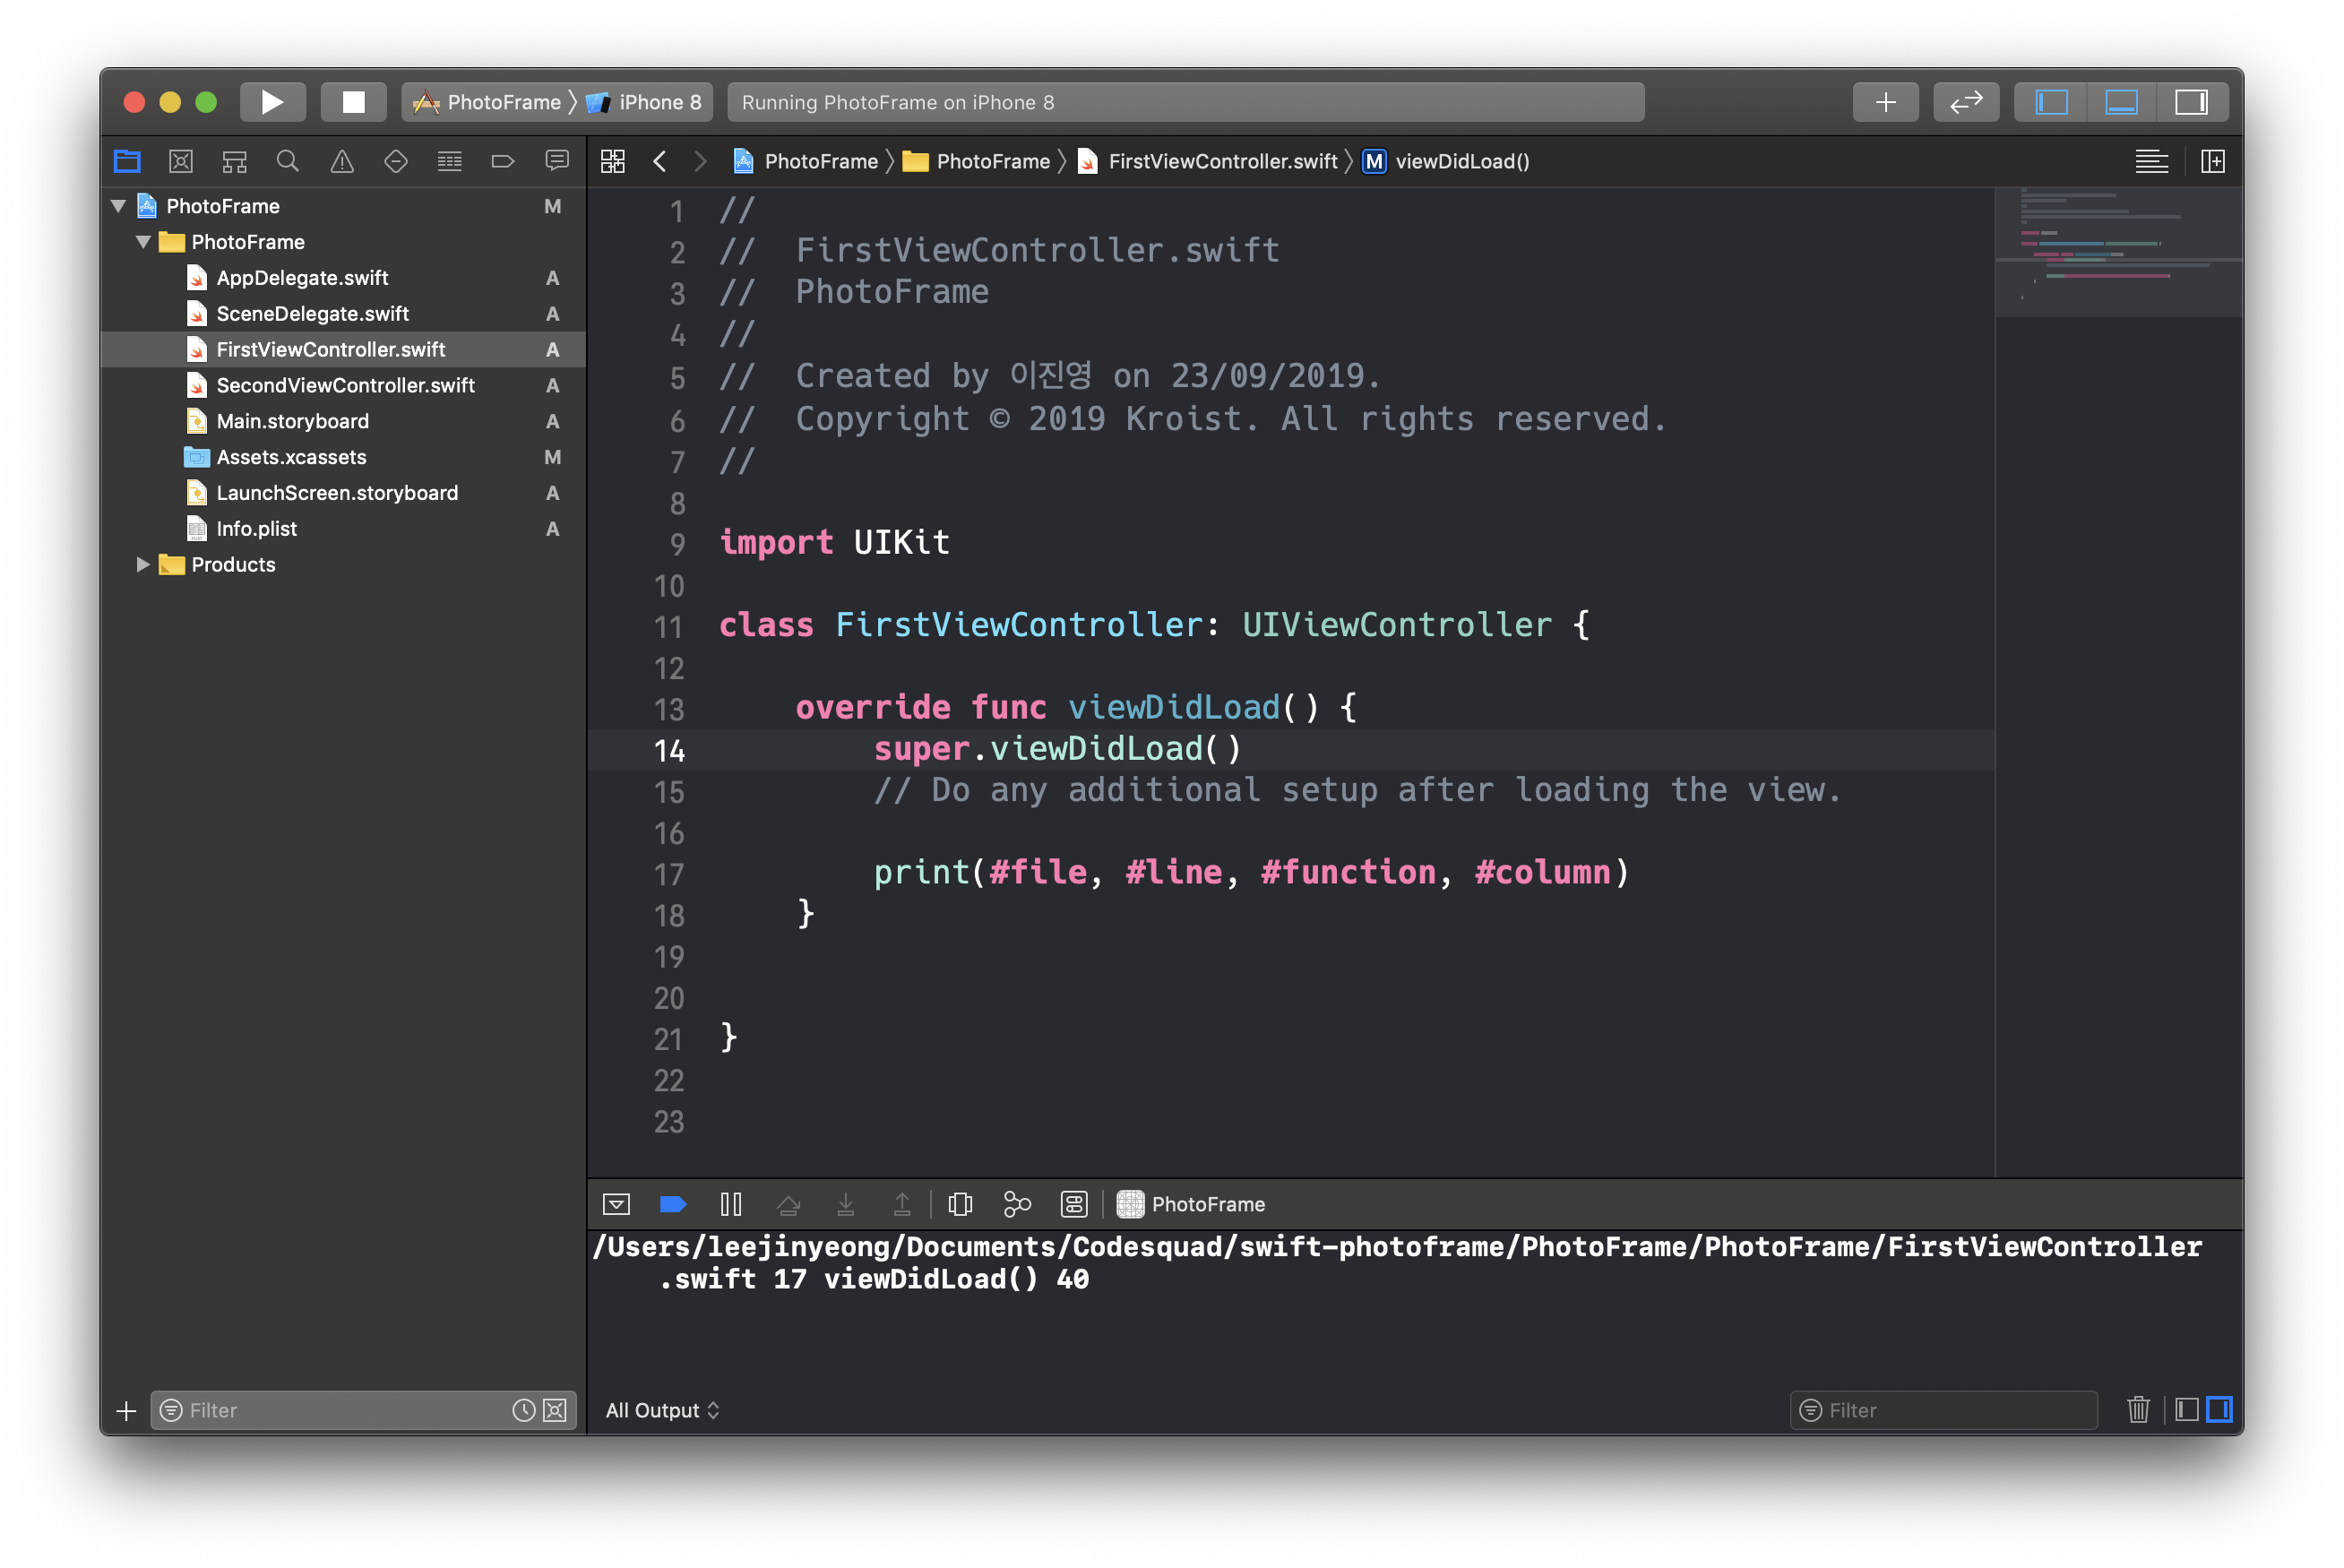 PhotoFrame iPhone 8
Running PhotoFrame on iPhone 8
PhotoFrame PhotoFrame FirstViewController.swift M viewDidLoad()
PhotoFrame M
PhotoFrame
AppDelegate.swift A
SceneDelegate.swift A
FirstViewController.swift A
SecondViewController.swift A
Main.storyboard A
Assets.xcassets M
LaunchScreen.storyboard A
Info.plist A
Products
Filter
1 //
2 //  FirstViewController.swift
3 //  PhotoFrame
4 //
5 //  Created by 이진영 on 23/09/2019.
6 //  Copyright © 2019 Kroist. All rights reserved.
7 //
8
9 import UIKit
10
11 class FirstViewController: UIViewController {
12
13     override func viewDidLoad() {
14         super.viewDidLoad()
15         // Do any additional setup after loading the view.
16
17         print(#file, #line, #function, #column)
18     }
19
20
21 }
22
23
PhotoFrame
/Users/leejinyeong/Documents/Codesquad/swift-photoframe/PhotoFrame/PhotoFrame/FirstViewController
.swift 17 viewDidLoad() 40
All Output
Filter